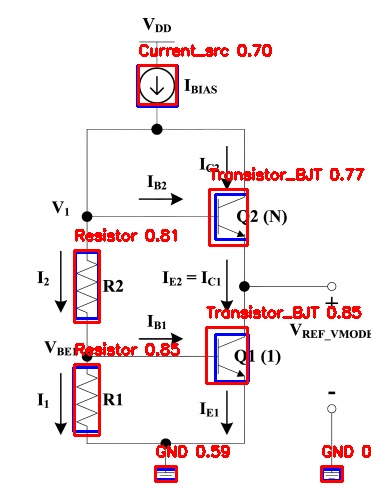 VDD
Current_src 0.70
IBIAS
IC2
Transistor_BJT 0.77
IB2
V1
Q2 (N)
Resistor 0.81
I2
R2
IE2 = IC1
Transistor_BJT 0.85
+
IB1
VREF_VMODE
VBE1
Resistor 0.85
Q1 (1)
I1
R1
IE1
-
GND 0.59
GND 0